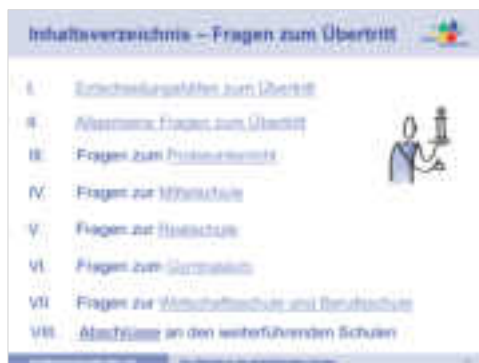 Inhaltsverzeichnis – Fragen zum Übertritt
I. Entscheidungshilfen zum Übertritt
II. Allgemeine Fragen zum Übertritt
III. Fragen zum Probeunterricht
IV. Fragen zur Mittelschule
V. Fragen zur Realschule
VI. Fragen zum Gymnasium
VII. Fragen zur Wirtschaftsschule und Berufsschule
VIII. Abschlüsse an den weiterführenden Schulen